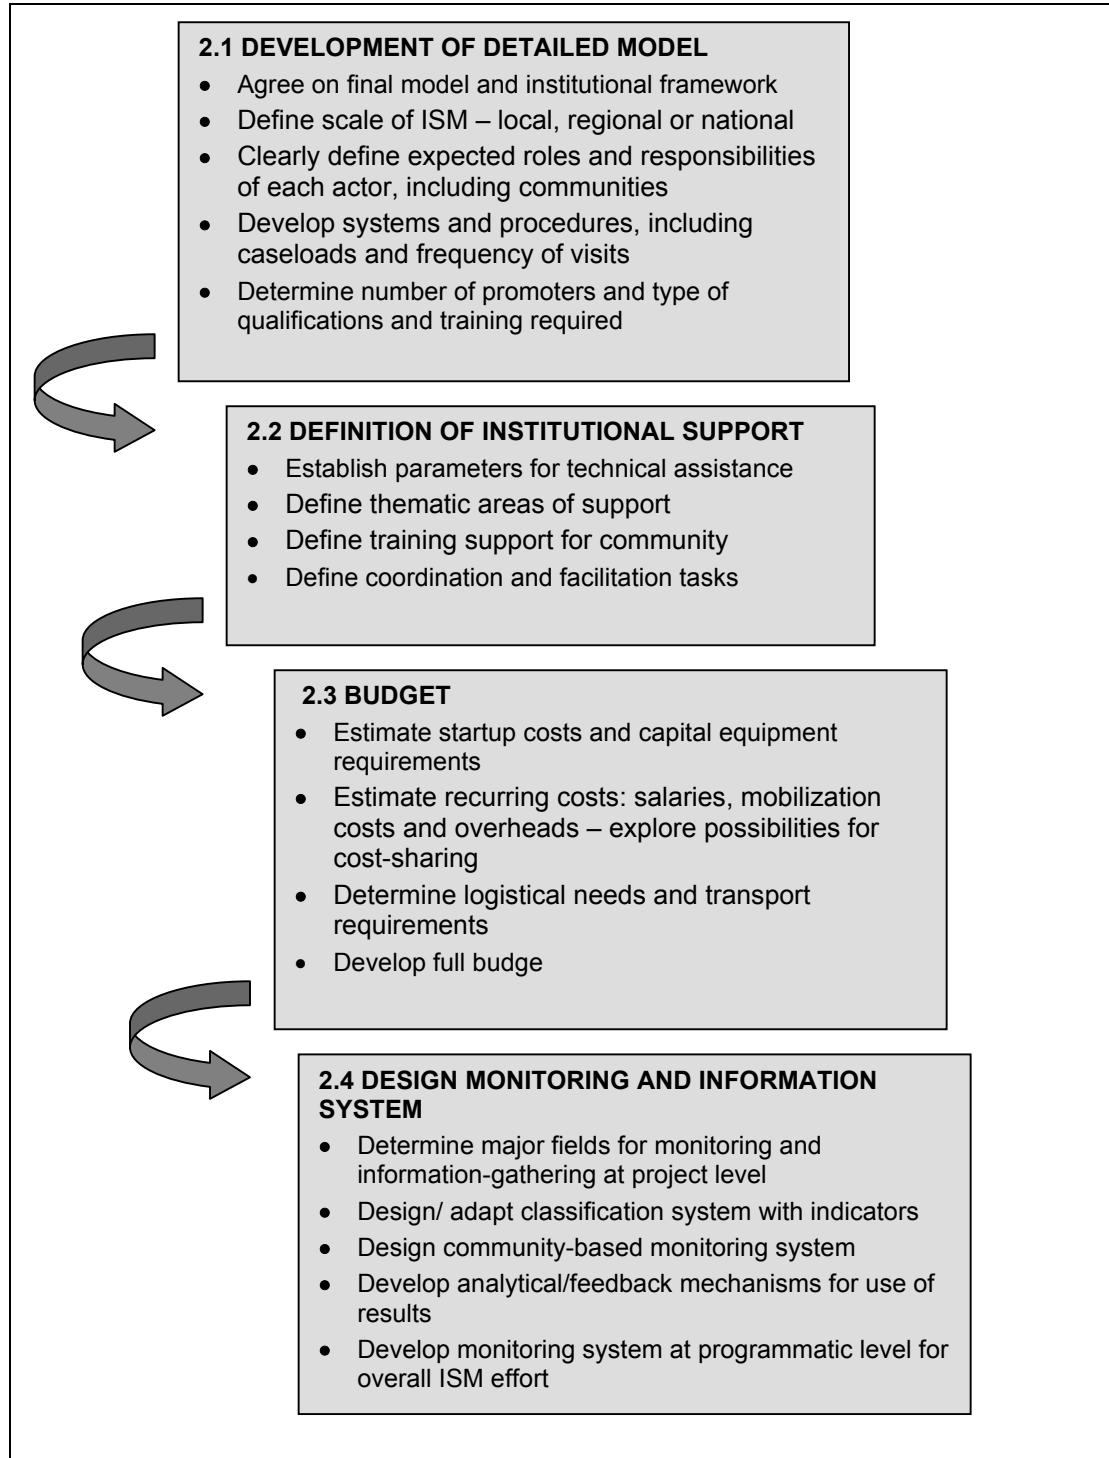 2.1 DEVELOPMENT OF DETAILED MODEL
• Agree on final model and institutional framework
• Define scale of ISM – local, regional or national
• Clearly define expected roles and responsibilities
of each actor, including communities
• Develop systems and procedures, including
caseloads and frequency of visits
• Determine number of promoters and type of
qualifications and training required
2.2 DEFINITION OF INSTITUTIONAL SUPPORT
• Establish parameters for technical assistance
• Define thematic areas of support
• Define training support for community
• Define coordination and facilitation tasks
2.3 BUDGET
• Estimate startup costs and capital equipment
requirements
• Estimate recurring costs: salaries, mobilization
costs and overheads – explore possibilities for
cost-sharing
• Determine logistical needs and transport
requirements
• Develop full budge
2.4 DESIGN MONITORING AND INFORMATION
SYSTEM
• Determine major fields for monitoring and
information-gathering at project level
• Design/ adapt classification system with indicators
• Design community-based monitoring system
• Develop analytical/feedback mechanisms for use of
results
• Develop monitoring system at programmatic level for
overall ISM effort